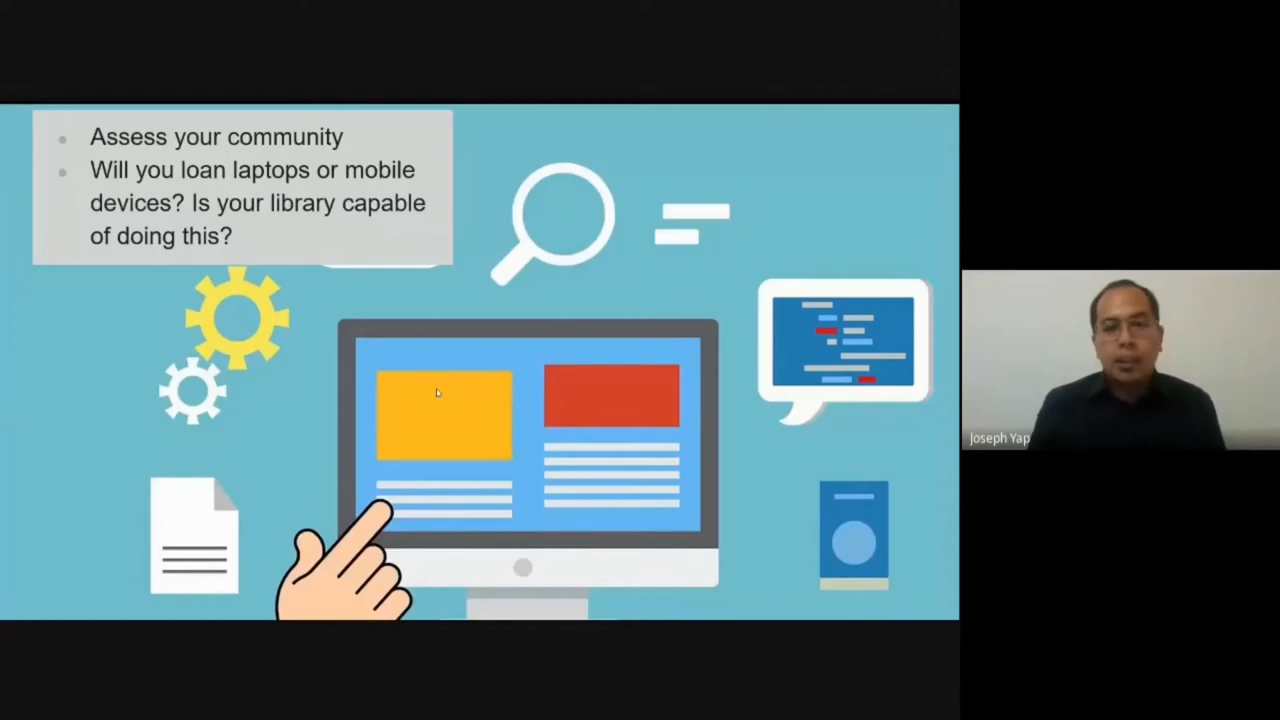 Assess your community
Will you loan laptops or mobile
devices? Is your library capable
of doing this?
Joseph Yap